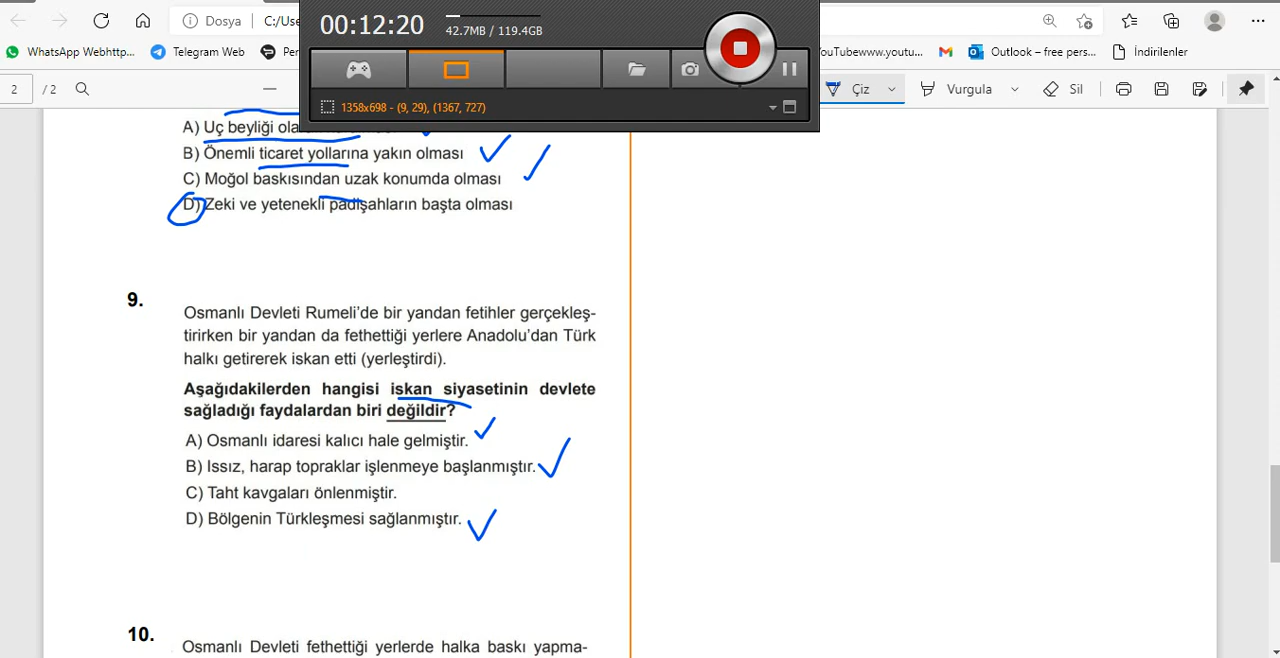 00:12:20
42.7MB / 119.4GB
1358x698 - (9, 29), (1367, 727)
Dosya
C:/Use
WhatsApp Webhttp...
Telegram Web
Per
YouTubewww.youtu...
Outlook – free pers...
İndirilenler
2 / 2
Çiz
Vurgula
Sil
A) Uç beyliği
B) Önemli ticaret yollarına yakın olması
C) Moğol baskısından uzak konumda olması
D) Zeki ve yetenekli padişahların başta olması
9.
Osmanlı Devleti Rumeli’de bir yandan fetihler gerçekleş-
tirirken bir yandan da fethettiği yerlere Anadolu’dan Türk
halkı getirerek iskan etti (yerleştirdi).
Aşağıdakilerden hangisi iskan siyasetinin devlete
sağladığı faydalardan biri değildir?
A) Osmanlı idaresi kalıcı hale gelmiştir.
B) Issız, harap topraklar işlenmeye başlanmıştır.
C) Taht kavgaları önlenmiştir.
D) Bölgenin Türkleşmesi sağlanmıştır.
10.
Osmanlı Devleti fethettiği yerlerde halka baskı yapma-